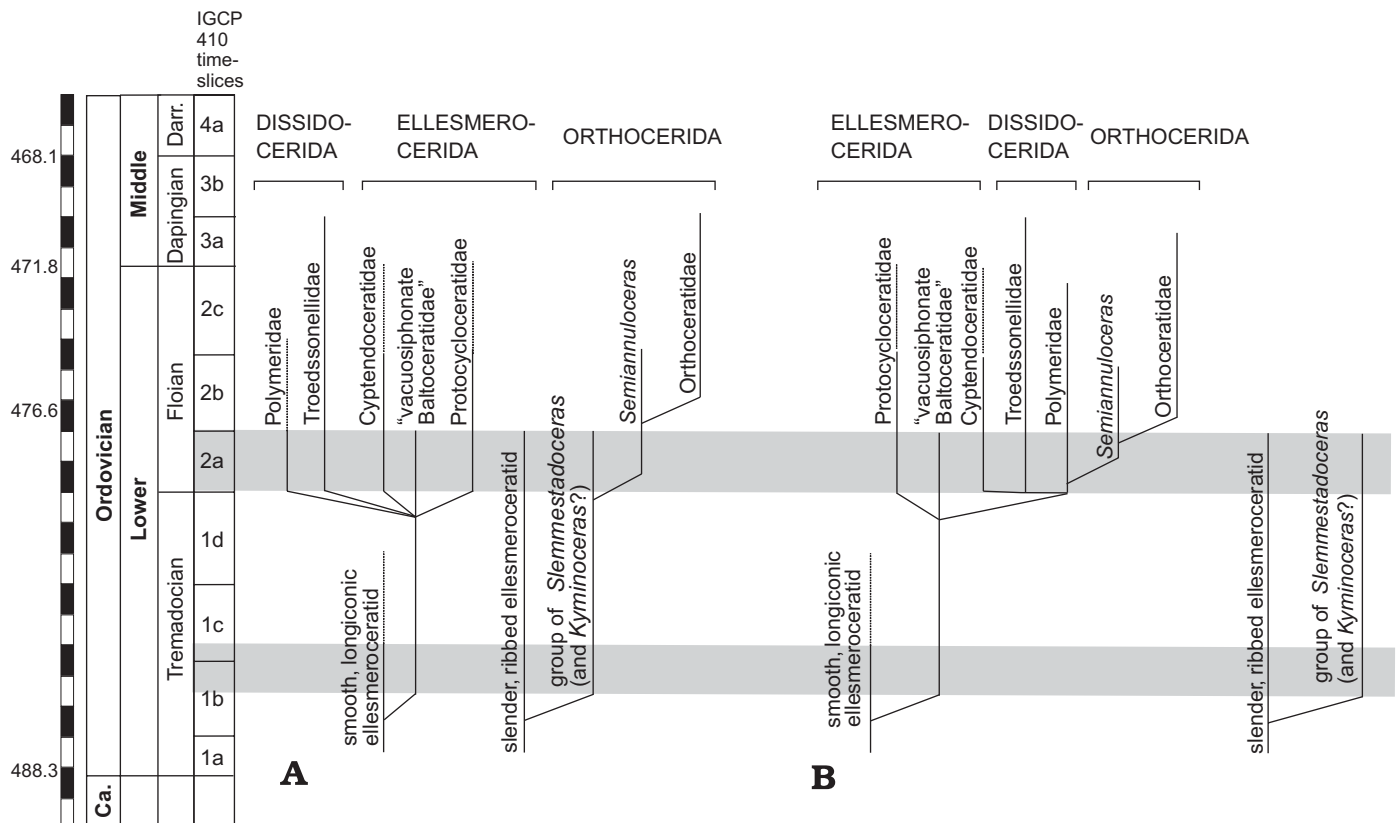 IGCP
410
time-
slices
468.1
471.8
476.6
488.3
Ordovician
Ca.
Middle
Lower
Darr.
Dapingian
Floian
Tremadocian
4a
3b
3a
2c
2b
2a
1d
1c
1b
1a
DISSIDO-
CERIDA
ELLESMERO-
CERIDA
ORTHOCERIDA
Polymeridae
Troedssonellidae
Cyptendoceratidae
"vacuosiphonate
Baltoceratidae"
Protocycloceratidae
Semiannuloceras
Orthoceratidae
smooth, longiconic
ellesmeroceratid
slender, ribbed ellesmeroceratid
group of Slemmestadoceras
(and Kyminoceras?)
A
ELLESMERO-
CERIDA
DISSIDO-
CERIDA
ORTHOCERIDA
Protocycloceratidae
"vacuosiphonate
Baltoceratidae"
Cyptendoceratidae
Troedssonellidae
Polymeridae
Semiannuloceras
Orthoceratidae
smooth, longiconic
ellesmeroceratid
slender, ribbed ellesmeroceratid
group of Slemmestadoceras
(and Kyminoceras?)
B